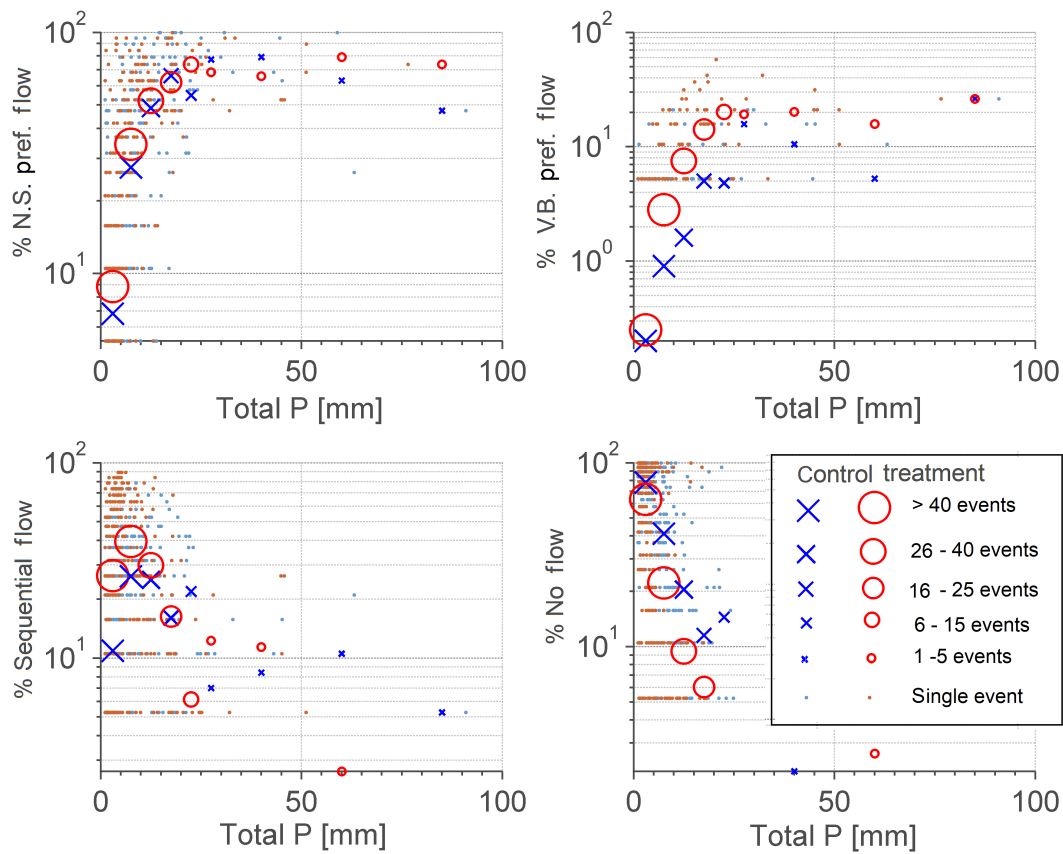 10²
10¹
% N.S. pref. flow
0 50 100
Total P [mm]
10²
10¹
10⁰
% V.B. pref. flow
0 50 100
Total P [mm]
10²
10¹
% Sequential flow
0 50 100
Total P [mm]
10²
10¹
% No flow
0 50 100
Total P [mm]
Control treatment
> 40 events
26 - 40 events
16 - 25 events
6 - 15 events
1 -5 events
Single event